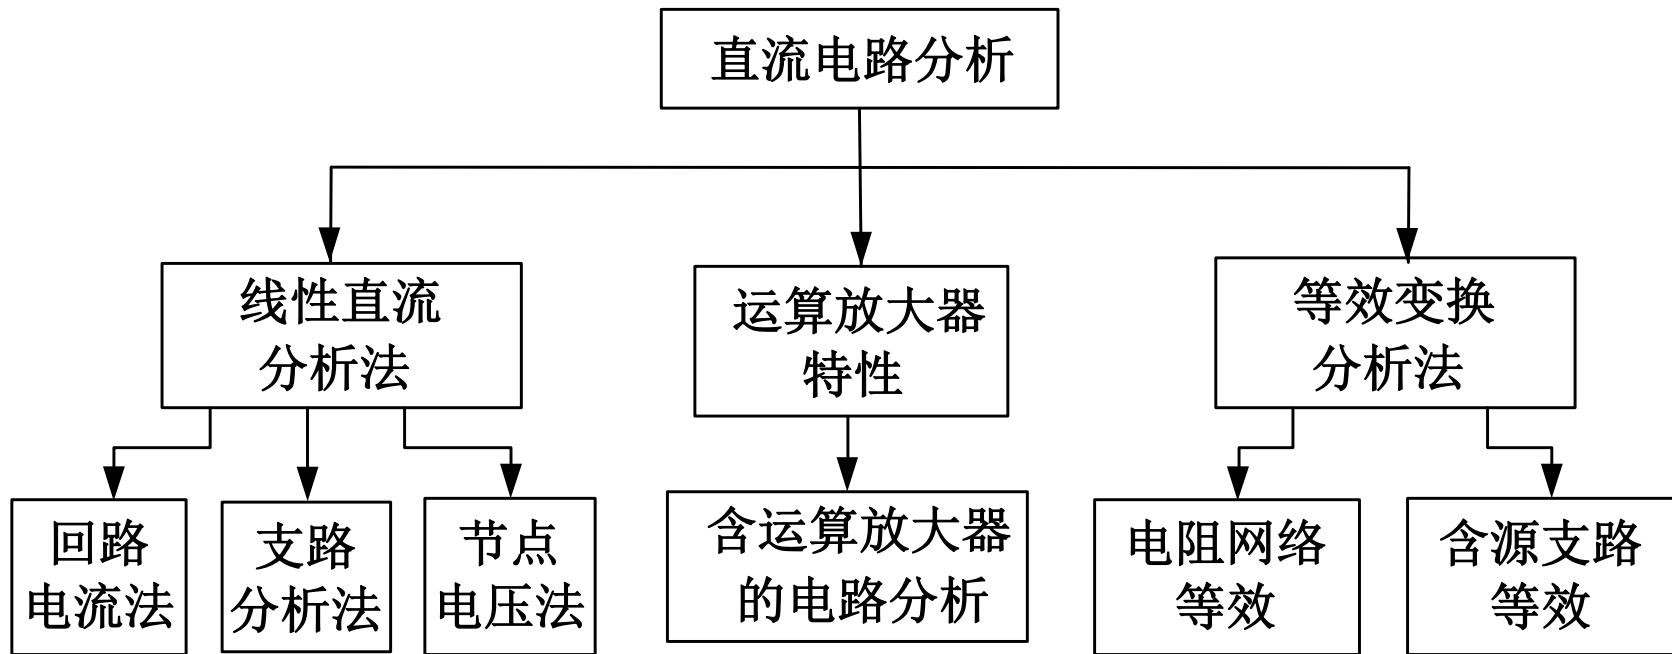 直流电路分析
线性直流
分析法
运算放大器
特性
等效变换
分析法
回路
电流法
支路
分析法
节点
电压法
含运算放大器
的电路分析
电阻网络
等效
含源支路
等效